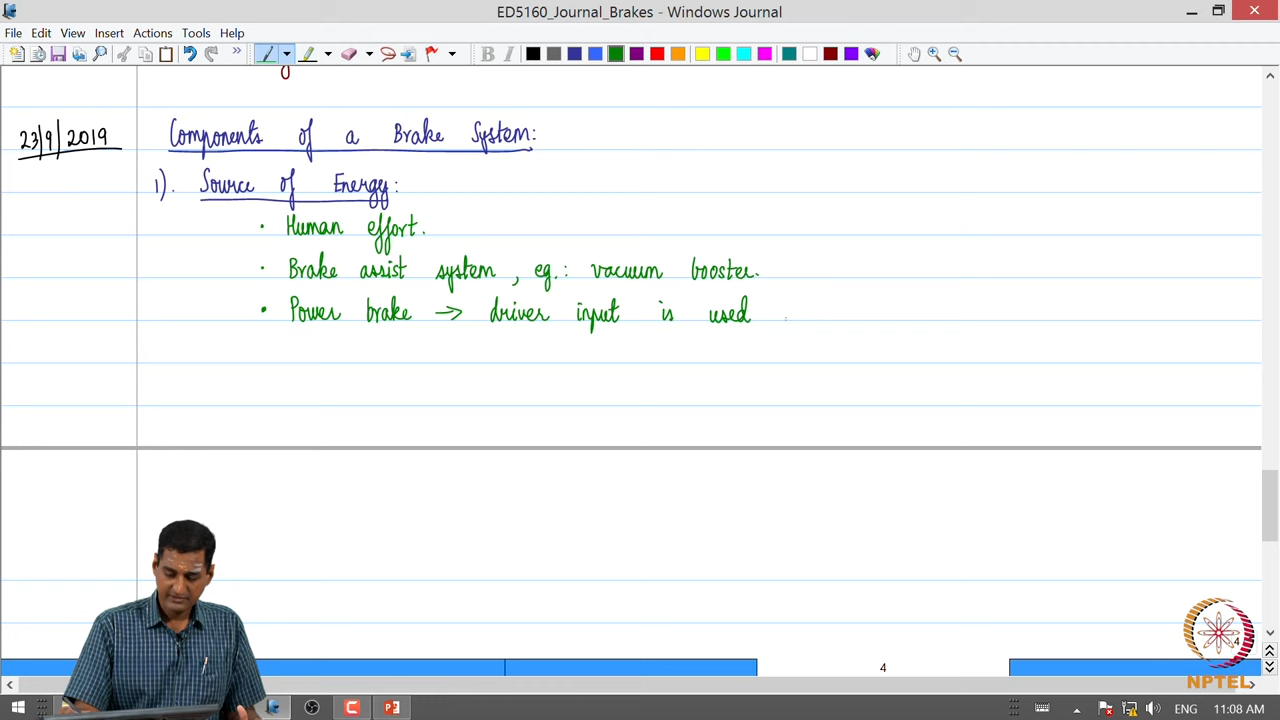 ED5160_Journal_Brakes - Windows Journal
File Edit View Insert Actions Tools Help
B I
0
23/9/2019
Components of a Brake System:
1). Source of Energy:
· Human effort.
· Brake assist system, eg.: vacuum booster.
· Power brake → driver input is used
4
4
NPTEL
ENG 11:08 AM